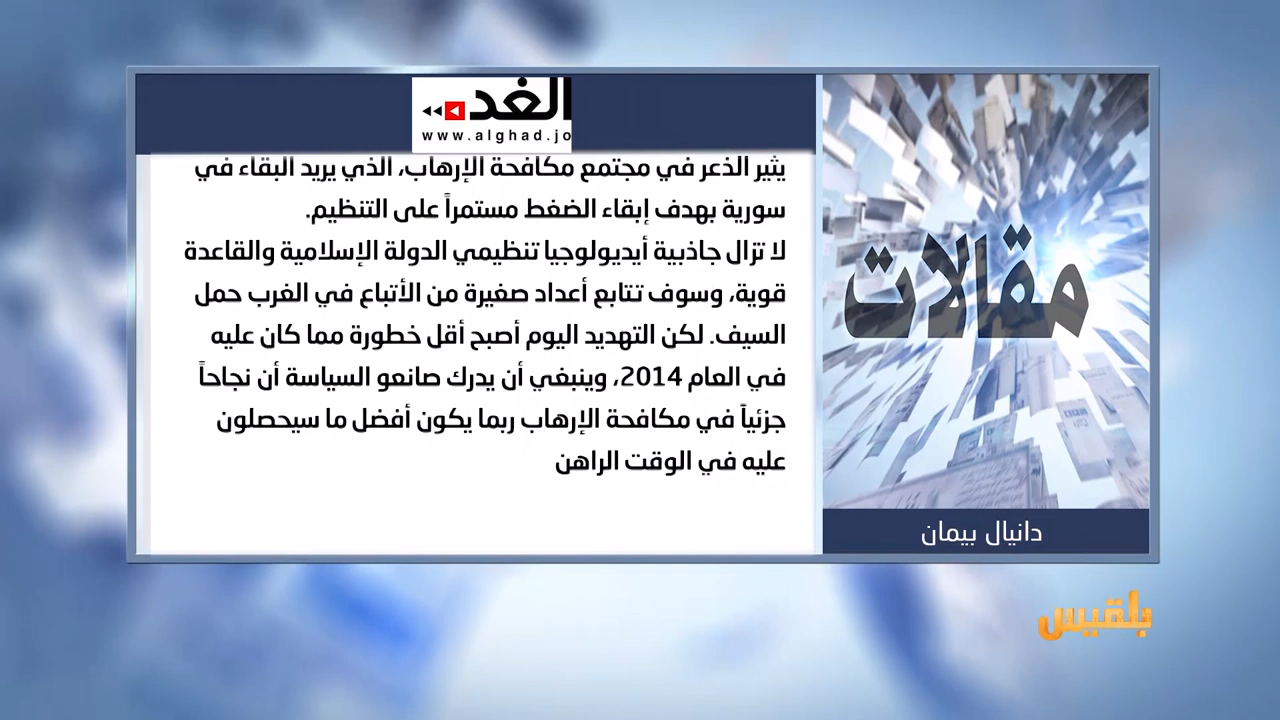 الغد
www.alghad.jo
يثير الذعر في مجتمع مكافحة الإرهاب، الذي يريد البقاء في
سورية بهدف إبقاء الضغط مستمراً على التنظيم.
لا تزال جاذبية أيديولوجيا تنظيمي الدولة الإسلامية والقاعدة
قوية، وسوف تتابع أعداد صغيرة من الأتباع في الغرب حمل
السيف. لكن التهديد اليوم أصبح أقل خطورة مما كان عليه
في العام 2014، وينبغي أن يدرك صانعو السياسة أن نجاحاً
جزئياً في مكافحة الإرهاب ربما يكون أفضل ما سيحصلون
عليه في الوقت الراهن
مقالات
دانيال بيمان
بلقيس